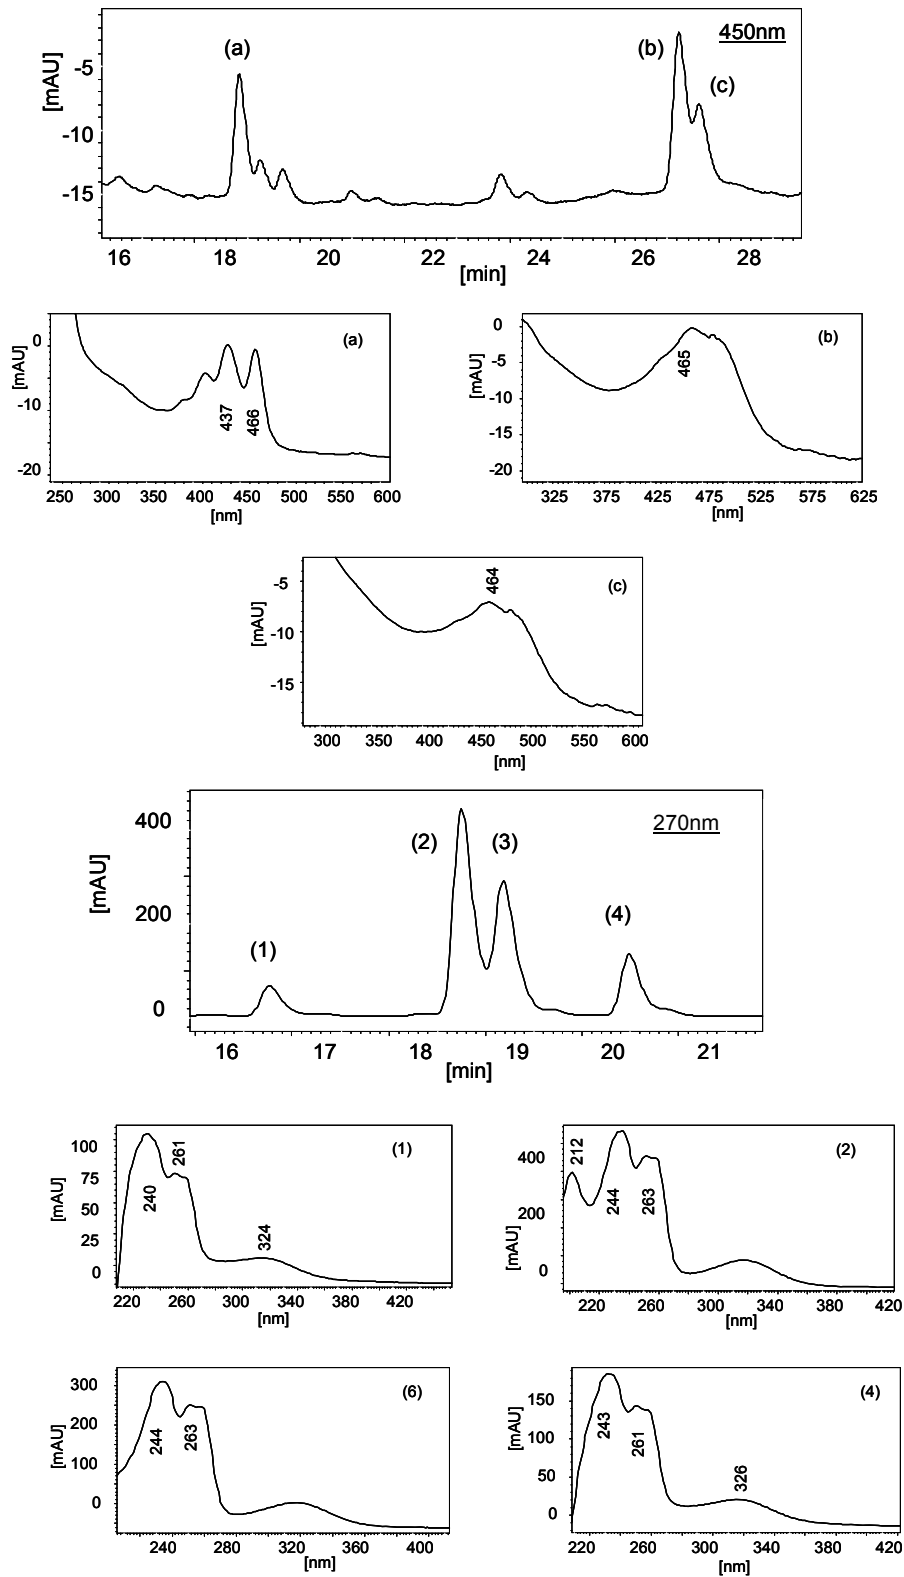 (a)
(b)
450nm
(c)
[mAU]
-5
-10
-15
16 18 20 22 24 26 28
[min]
(a)
[mAU]
0
-10
-20
437
466
250 300 350 400 450 500 550 600
[nm]
(b)
[mAU]
0
-5
-10
-15
-20
465
325 375 425 475 525 575 625
[nm]
(c)
[mAU]
-5
-10
-15
464
300 350 400 450 500 550 600
[nm]
270nm
[mAU]
400
200
0
(1)
(2)
(3)
(4)
16 17 18 19 20 21
[min]
(1)
[mAU]
100
75
50
25
0
240
261
324
220 260 300 340 380 420
[nm]
(2)
[mAU]
400
200
0
212
244
263
220 260 300 340 380 420
[nm]
(6)
[mAU]
300
200
100
0
244
263
240 280 320 360 400
[nm]
(4)
[mAU]
150
100
50
0
243
261
326
220 260 300 340 380 420
[nm]